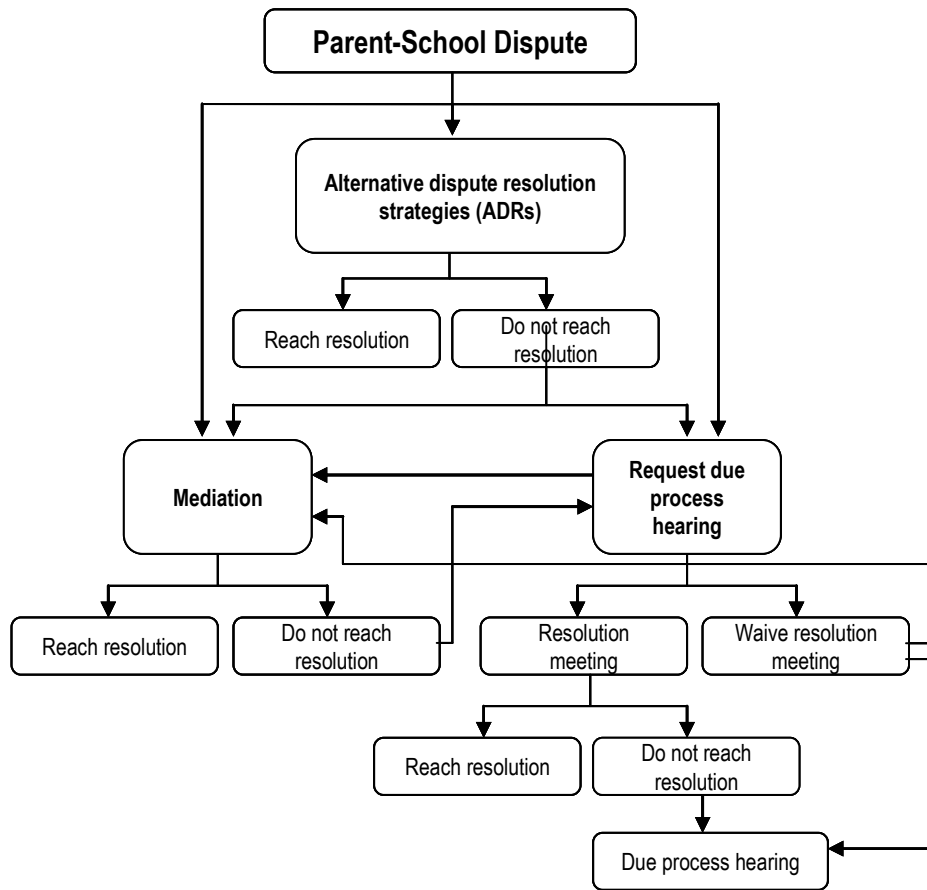 Parent-School Dispute
Alternative dispute resolution
strategies (ADRs)
Reach resolution
Do not reach
resolution
Mediation
Request due
process
hearing
Reach resolution
Do not reach
resolution
Resolution
meeting
Waive resolution
meeting
Reach resolution
Do not reach
resolution
Due process hearing